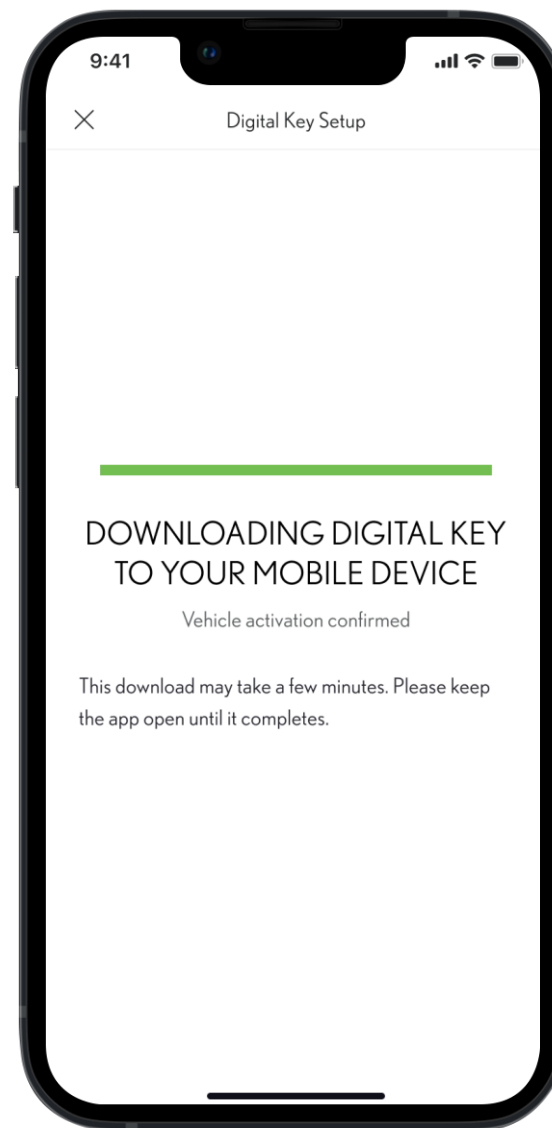 9:41
Digital Key Setup
DOWNLOADING DIGITAL KEY
TO YOUR MOBILE DEVICE
Vehicle activation confirmed
This download may take a few minutes. Please keep
the app open until it completes.